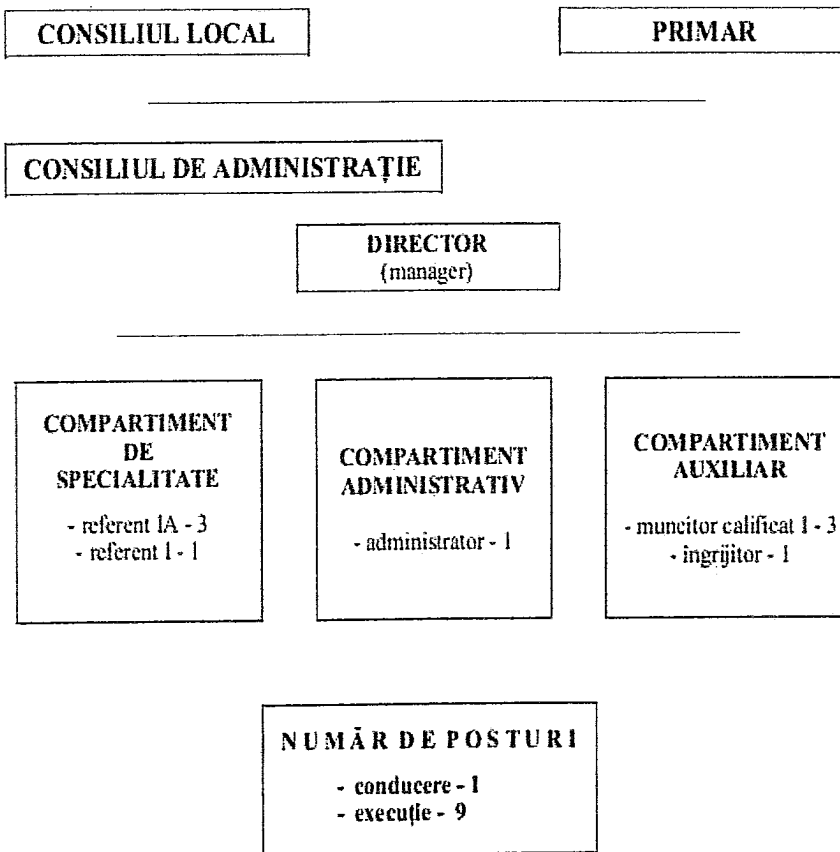 CONSILIUL LOCAL
PRIMAR
CONSILIUL DE ADMINISTRAȚIE
DIRECTOR
(manager)
COMPARTIMENT
DE
SPECIALITATE
- referent IA - 3
- referent I - 1
COMPARTIMENT
ADMINISTRATIV
- administrator - 1
COMPARTIMENT
AUXILIAR
- muncitor calificat I - 3
- îngrijitor - 1
NUMĂR DE POSTURI
- conducere - 1
- execuție - 9